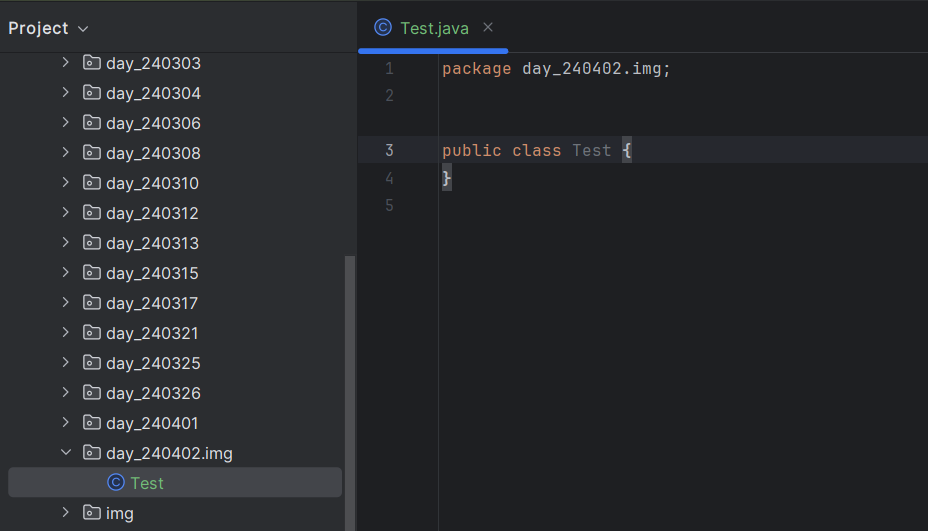 Project
day_240303
day_240304
day_240306
day_240308
day_240310
day_240312
day_240313
day_240315
day_240317
day_240321
day_240325
day_240326
day_240401
day_240402.img
C Test
img
C Test.java ×
1 package day_240402.img;
2
3 public class Test {
4 }
5